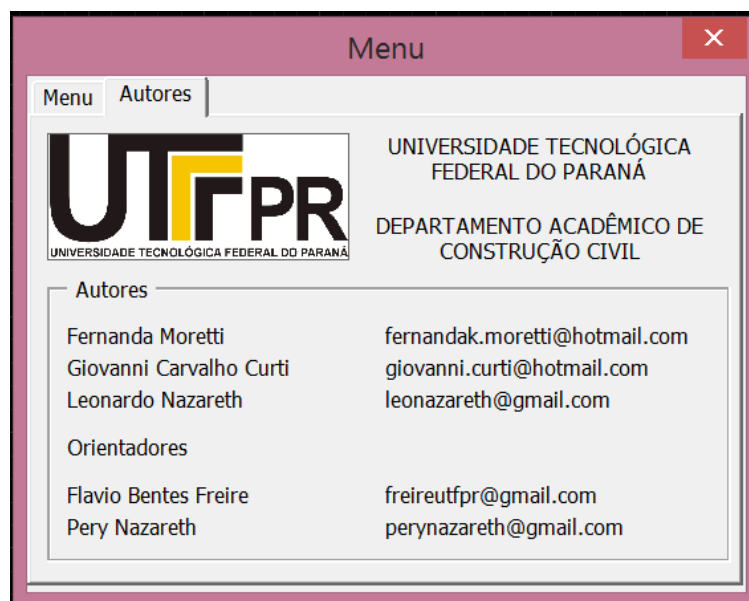 Menu
Menu Autores
UTFPR
UNIVERSIDADE TECNOLÓGICA FEDERAL DO PARANÁ
UNIVERSIDADE TECNOLÓGICA
FEDERAL DO PARANÁ
DEPARTAMENTO ACADÊMICO DE
CONSTRUÇÃO CIVIL
Autores
Fernanda Moretti fernandak.moretti@hotmail.com
Giovanni Carvalho Curti giovanni.curti@hotmail.com
Leonardo Nazareth leonazareth@gmail.com
Orientadores
Flavio Bentes Freire freireutfpr@gmail.com
Pery Nazareth perynazareth@gmail.com